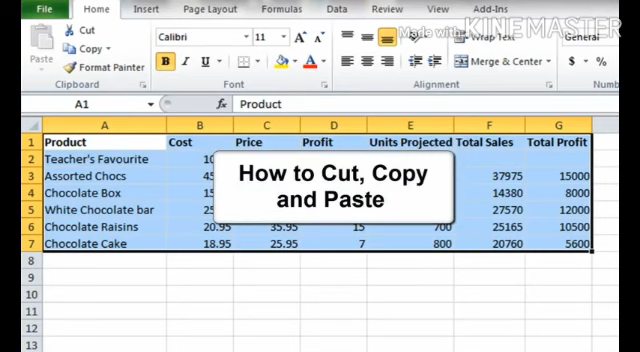 File Home Insert Page Layout Formulas Data Review View Add-Ins
Made with KINEMASTER
Cut
Calibri 11 A A Wrap Text General
Copy
Paste Format Painter B I U A Merge & Center $ %
Clipboard Font Alignment Numb
A1 fx Product
A B C D E F G
1 Product Cost Price Profit Units Projected Total Sales Total Profit
2 Teacher's Favourite
3 Assorted Chocs 37975 15000
4 Chocolate Box 14380 8000
5 White Chocolate bar 27570 12000
6 Chocolate Raisins 20.95 35.95 15 700 25165 10500
7 Chocolate Cake 18.95 25.95 7 800 20760 5600
8
9
10
11
12
13
How to Cut, Copy
and Paste